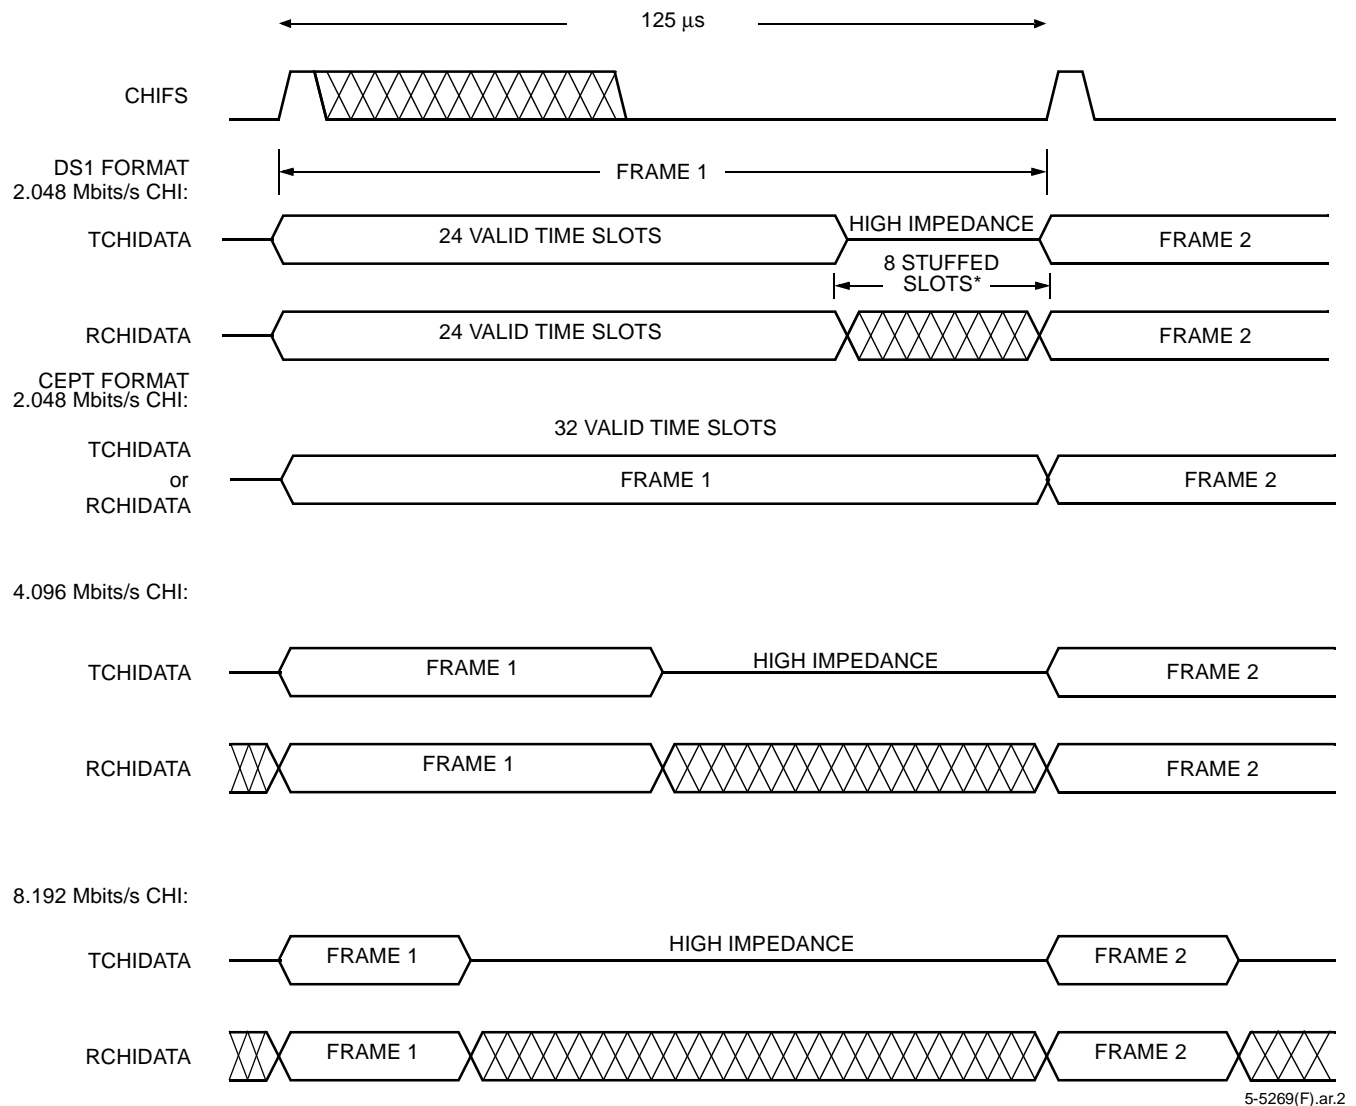 125 μs
CHIFS
DS1 FORMAT
2.048 Mbits/s CHI:
FRAME 1
TCHIDATA
24 VALID TIME SLOTS
HIGH IMPEDANCE
FRAME 2
8 STUFFED
SLOTS*
RCHIDATA
24 VALID TIME SLOTS
FRAME 2
CEPT FORMAT
2.048 Mbits/s CHI:
32 VALID TIME SLOTS
TCHIDATA
or
RCHIDATA
FRAME 1
FRAME 2
4.096 Mbits/s CHI:
TCHIDATA
FRAME 1
HIGH IMPEDANCE
FRAME 2
RCHIDATA
FRAME 1
FRAME 2
8.192 Mbits/s CHI:
TCHIDATA
FRAME 1
HIGH IMPEDANCE
FRAME 2
RCHIDATA
FRAME 1
FRAME 2
5-5269(F).ar.2